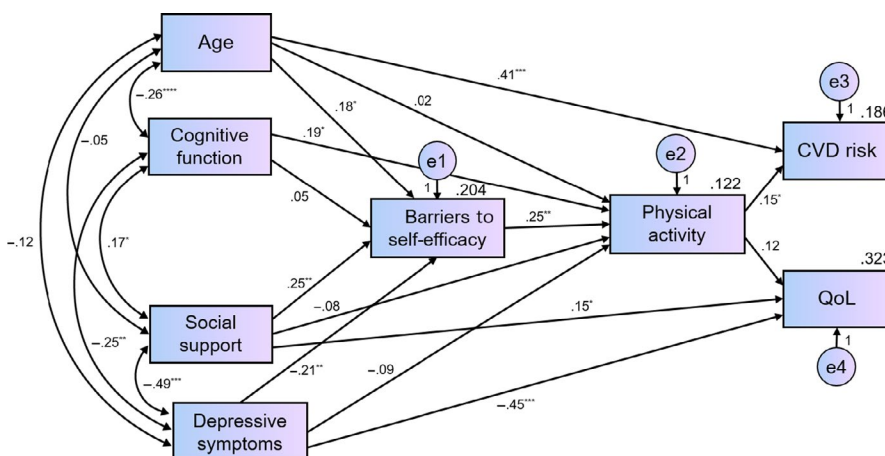 Age
.41***
e3
1
.186
-.26****
.18*
.02
-.05
Cognitive
function
.19*
e1
e2
CVD risk
1
1
.204
.122
.05
Barriers to
self-efficacy
.25**
Physical
activity
.15*
-.12
.17*
.12
.25**
-.08
.323
Social
support
.15*
QoL
-.25**
-.49***
-.21**
-.09
1
e4
-.45***
Depressive
symptoms